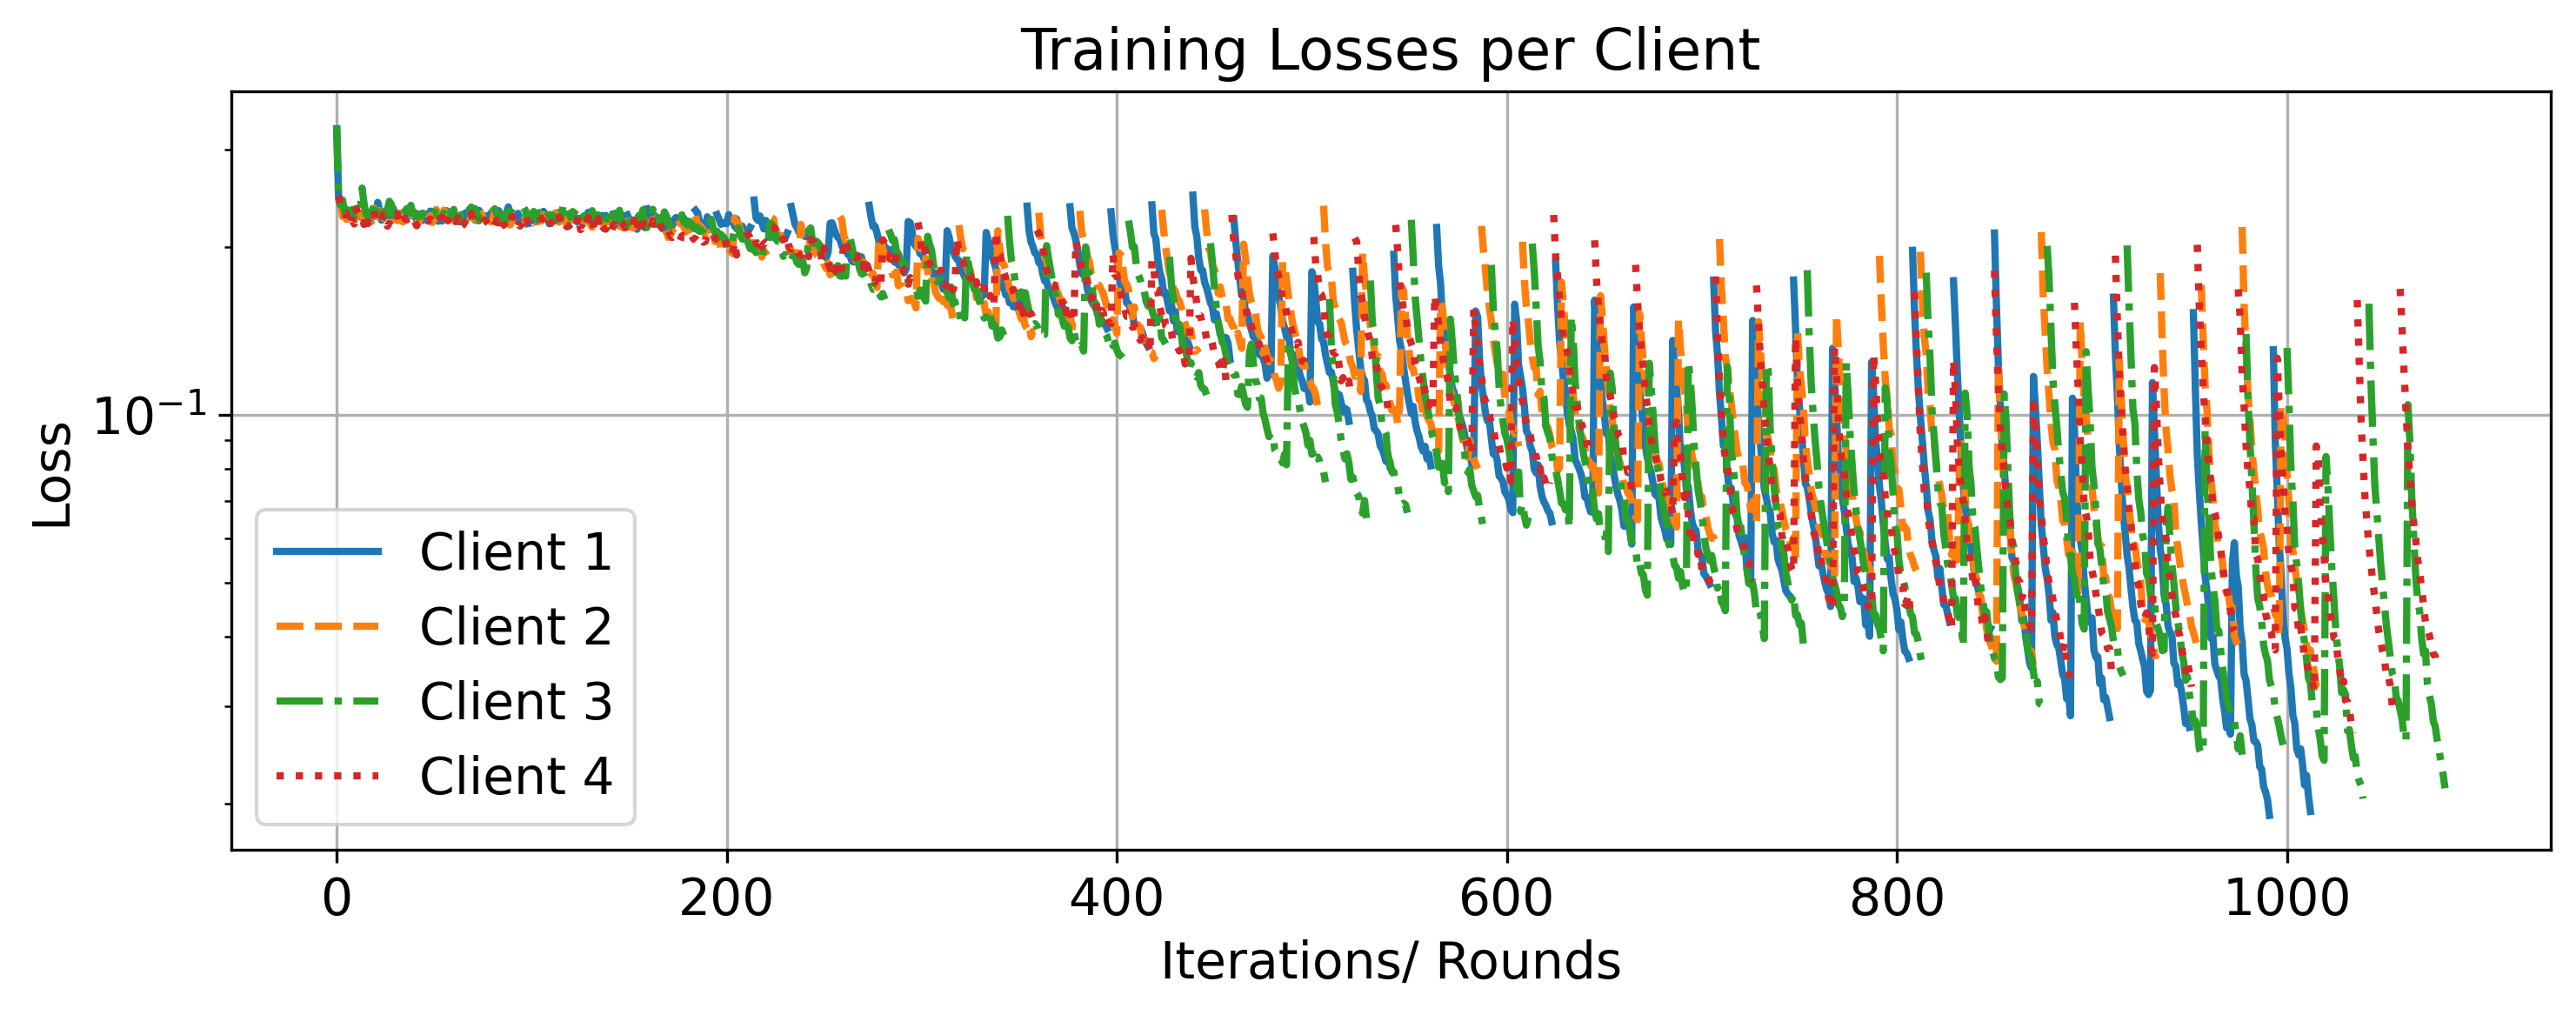 Training Losses per Client
Loss
10⁻¹
Client 1
Client 2
Client 3
Client 4
0 200 400 600 800 1000
Iterations/ Rounds